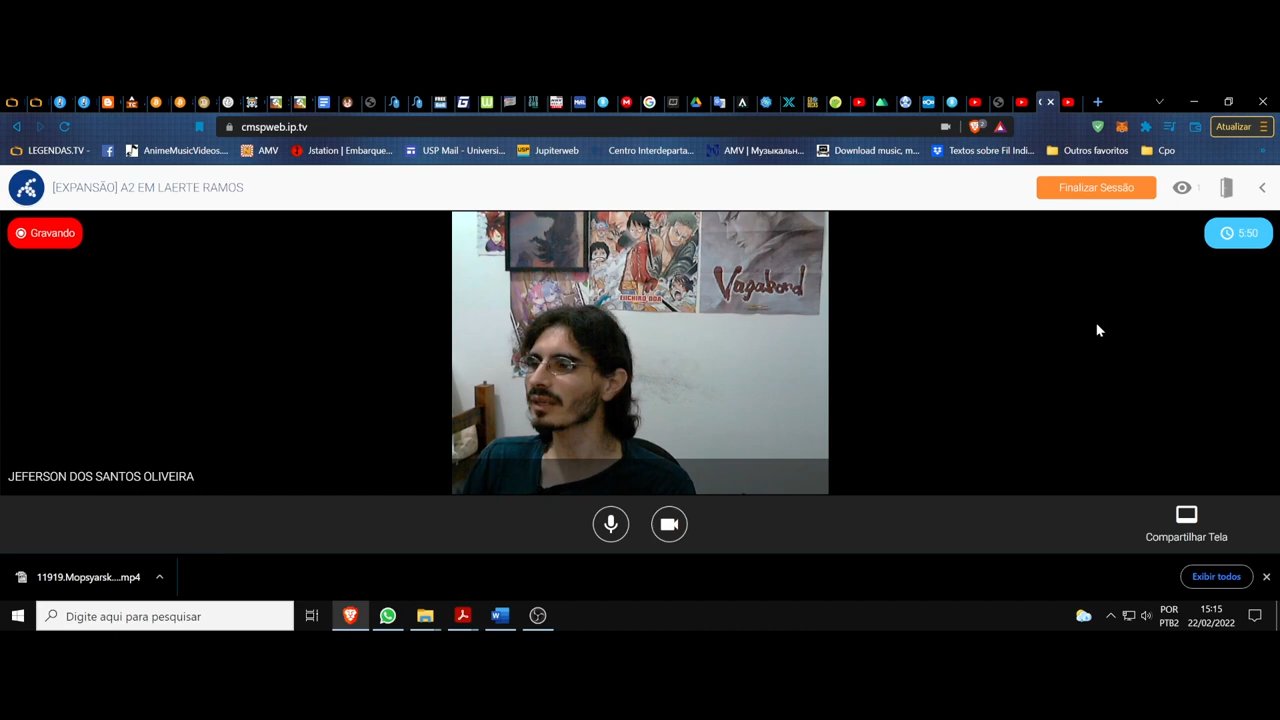 cmspweb.ip.tv
Atualizar
LEGENDAS.TV -
AnimeMusicVideos....
AMV
Jstation | Embarque...
USP Mail - Universi...
Jupiterweb
Centro Interdeparta...
AMV | Музыкальн...
Download music, m...
Textos sobre Fil Indi...
Outros favoritos
Cpo
[EXPANSÃO] A2 EM LAERTE RAMOS
Finalizar Sessão
1
Gravando
5:50
Vagabond
EIICHIRO ODA
JEFERSON DOS SANTOS OLIVEIRA
Compartilhar Tela
11919.Mopsyarsk....mp4
Exibir todos
Digite aqui para pesquisar
POR
PTB2
15:15
22/02/2022